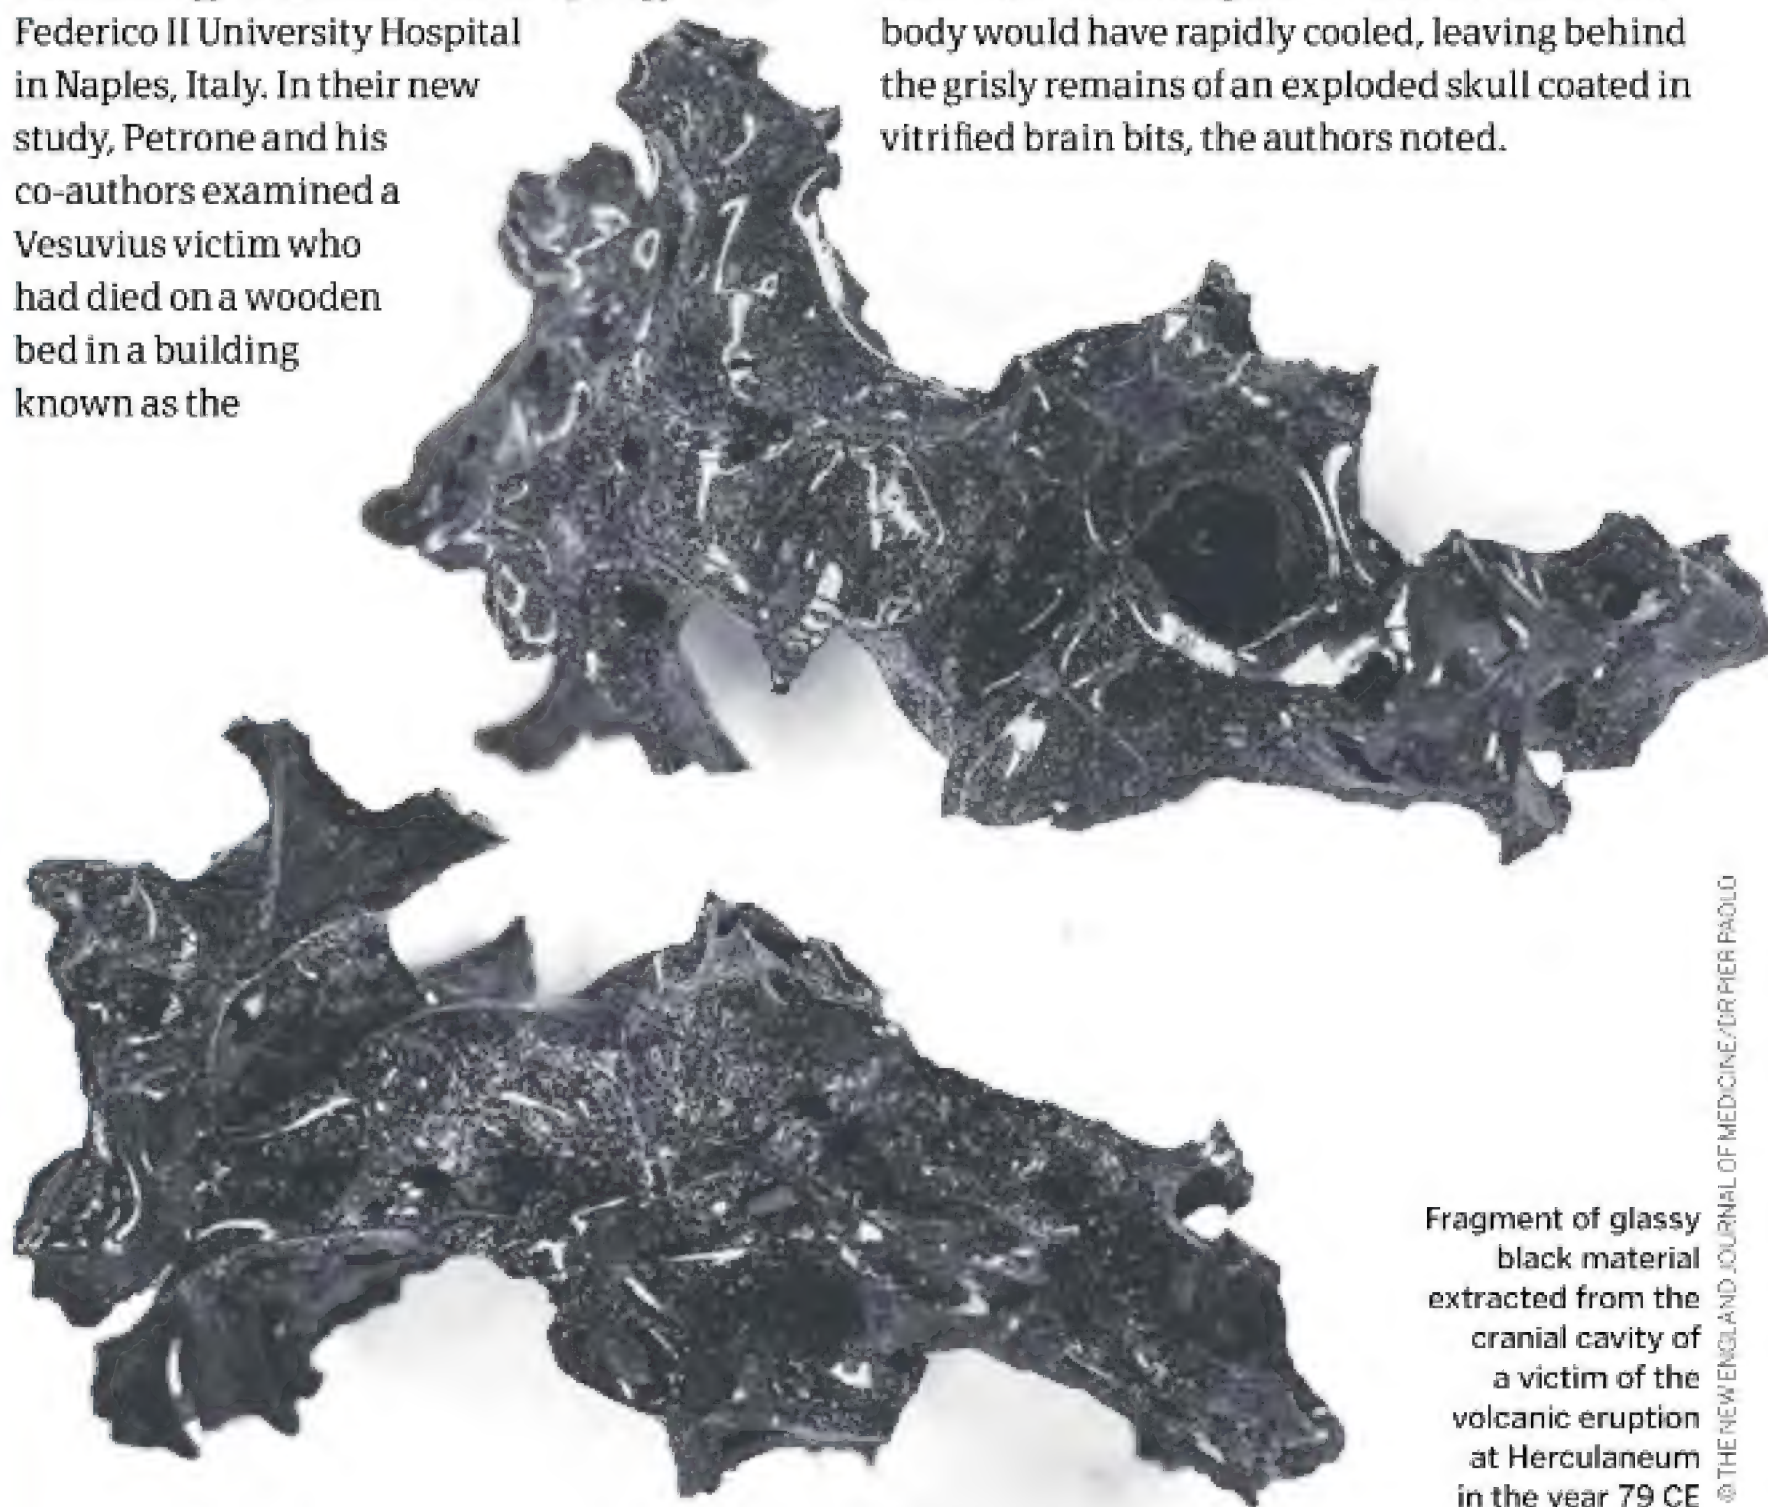 Federico II University Hospital
in Naples, Italy. In their new
study, Petrone and his
co-authors examined a
Vesuvius victim who
had died on a wooden
bed in a building
known as the
body would have rapidly cooled, leaving behind
the grisly remains of an exploded skull coated in
vitrified brain bits, the authors noted.
Fragment of glassy
black material
extracted from the
cranial cavity of
a victim of the
volcanic eruption
at Herculaneum
in the year 79 CE
© THE NEW ENGLAND JOURNAL OF MEDICINE/DR PIER PAOLO